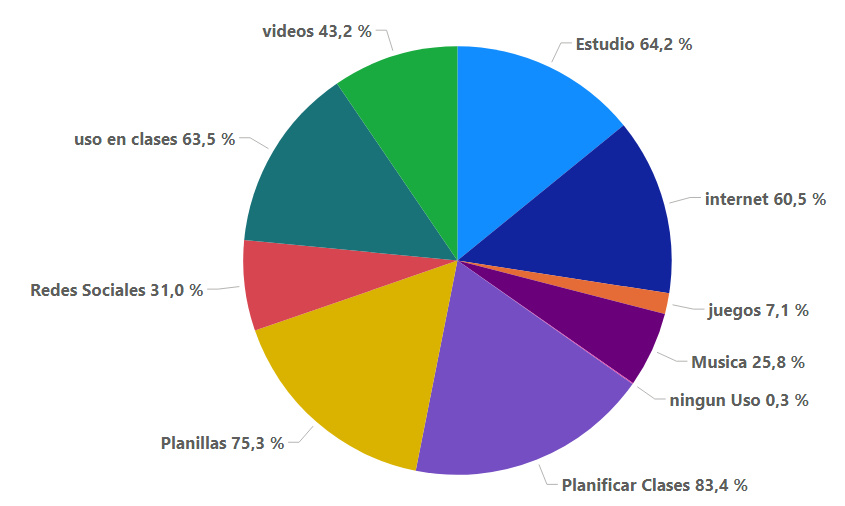 videos 43,2 %
Estudio 64,2 %
uso en clases 63,5 %
internet 60,5 %
Redes Sociales 31,0 %
juegos 7,1 %
Musica 25,8 %
ningun Uso 0,3 %
Planillas 75,3 %
Planificar Clases 83,4 %